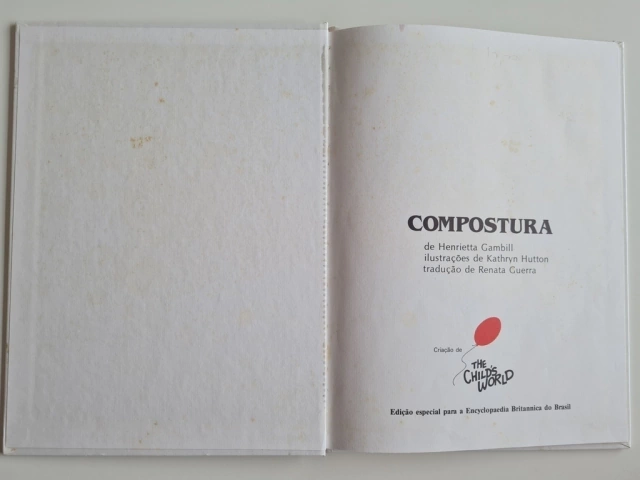 COMPOSTURA
de Henrietta Gambill
ilustrações de Kathryn Hutton
tradução de Renata Guerra
Criação de
THE
CHILD'S
WORLD
Edição especial para a Encyclopaedia Britannica do Brasil